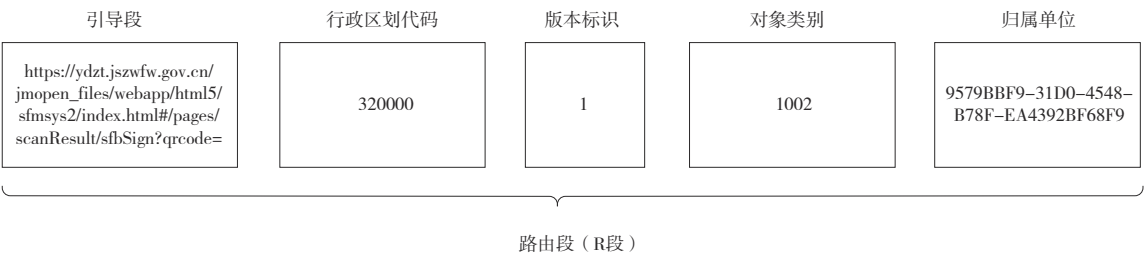 引导段
行政区划代码
版本标识
对象类别
归属单位
https://ydzt.jszwfw.gov.cn/
jmopen_files/webapp/html5/
sfmsys2/index.html#/pages/
scanResult/sfbSign?qrcode=
320000
1
1002
9579BBF9-31D0-4548-
B78F-EA4392BF68F9
路由段（R段）